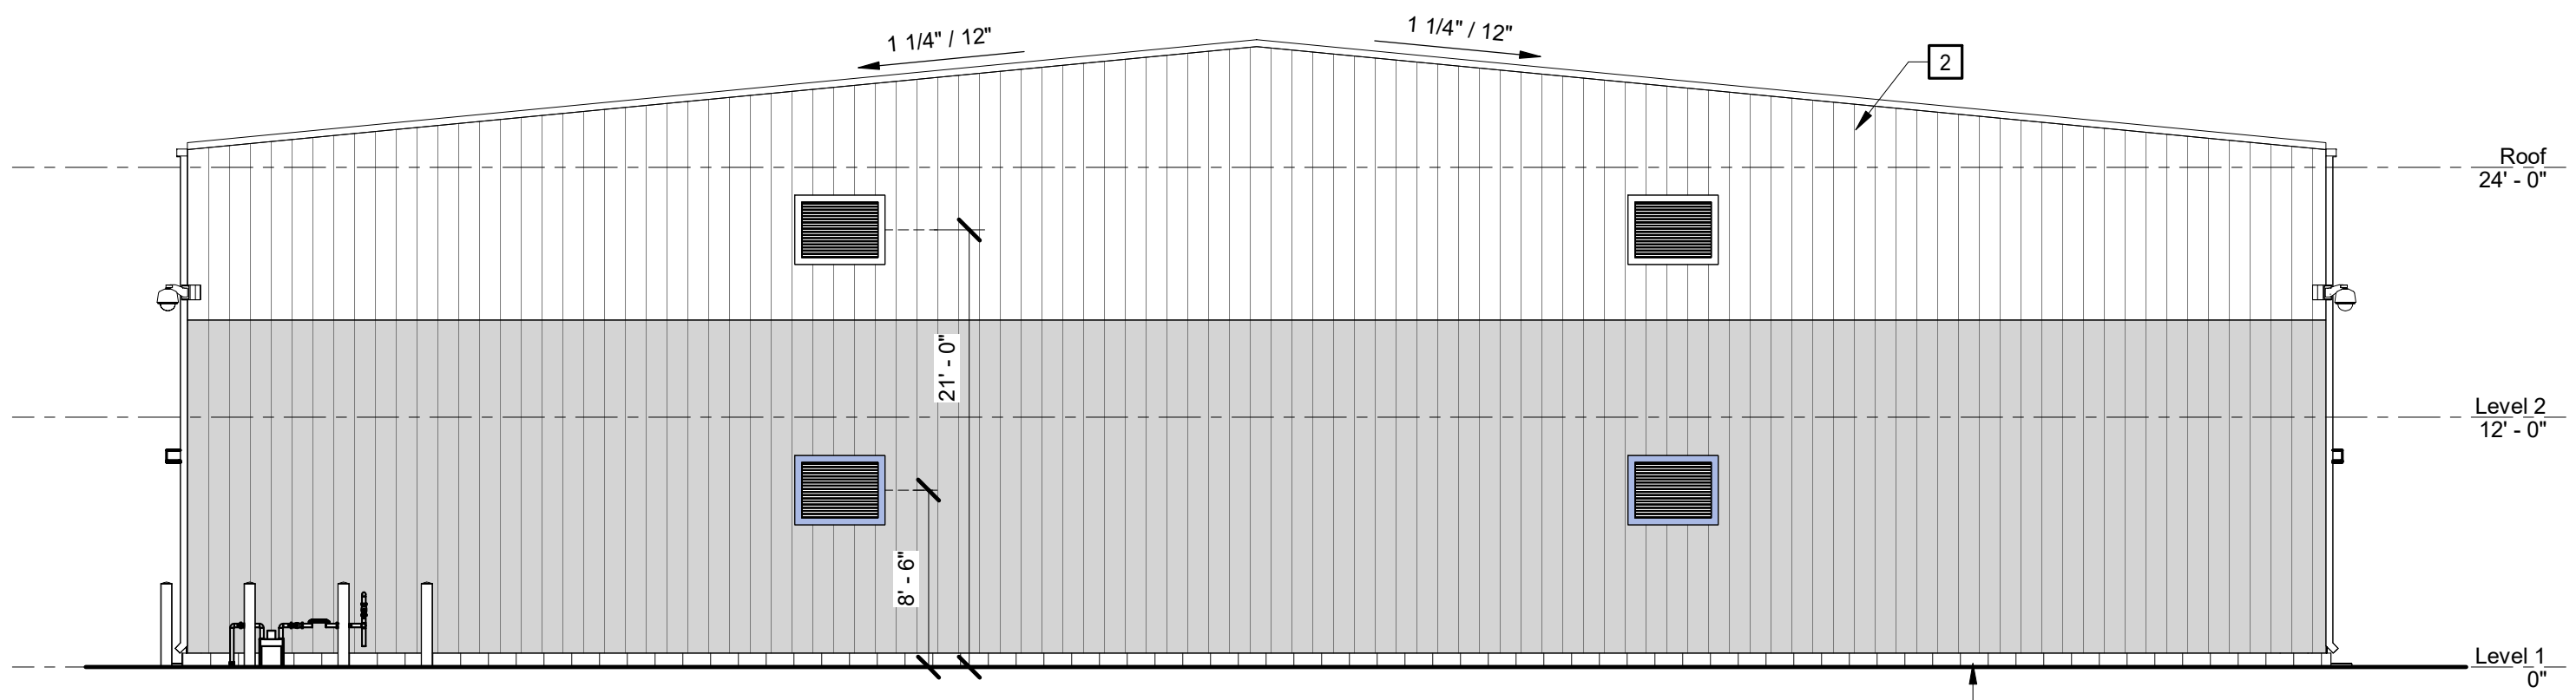 1 1/4" / 12"
1 1/4" / 12"
2
Roof
24' - 0"
21' - 0"
Level 2
12' - 0"
8' - 6"
Level 1
0"